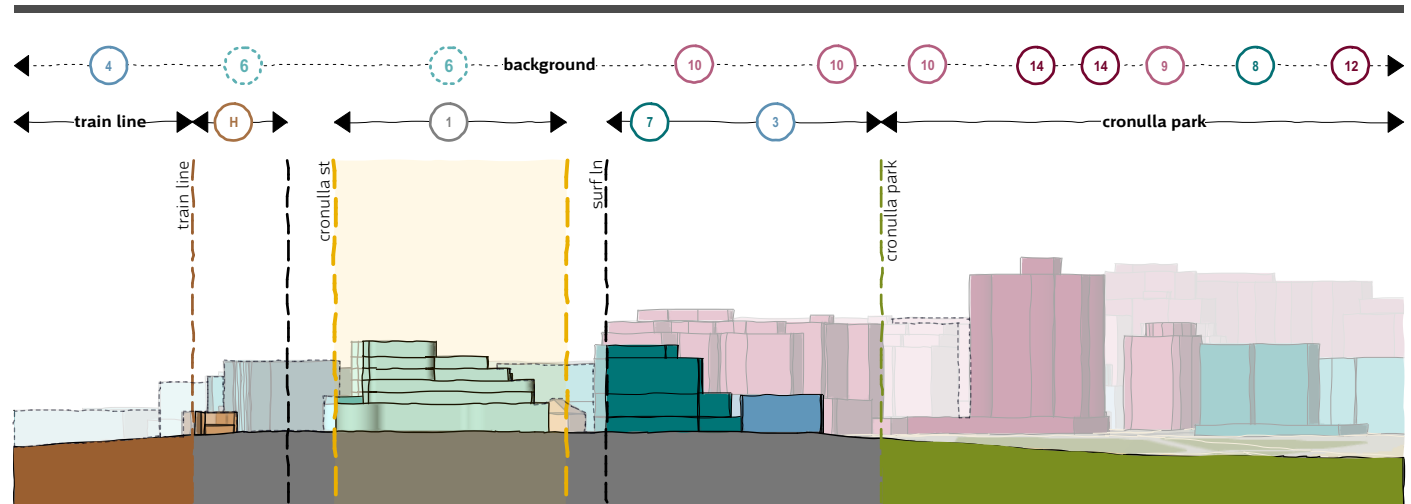 4 6 6 background 10 10 10 14 14 9 8 12
train line H 1 7 3 cronulla park
train line
cronulla st
surf ln
cronulla park